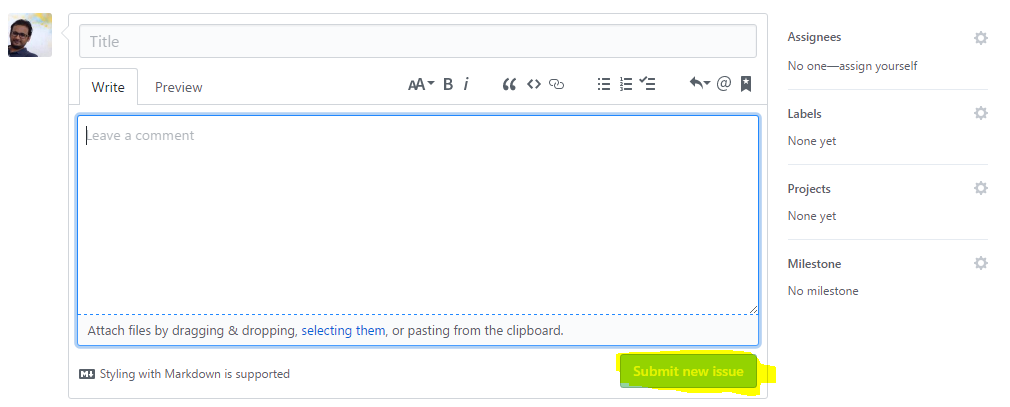 Title
Write Preview AA B i @
Leave a comment
Attach files by dragging & dropping, selecting them, or pasting from the clipboard.
Styling with Markdown is supported
Submit new issue
Assignees
No one—assign yourself
Labels
None yet
Projects
None yet
Milestone
No milestone